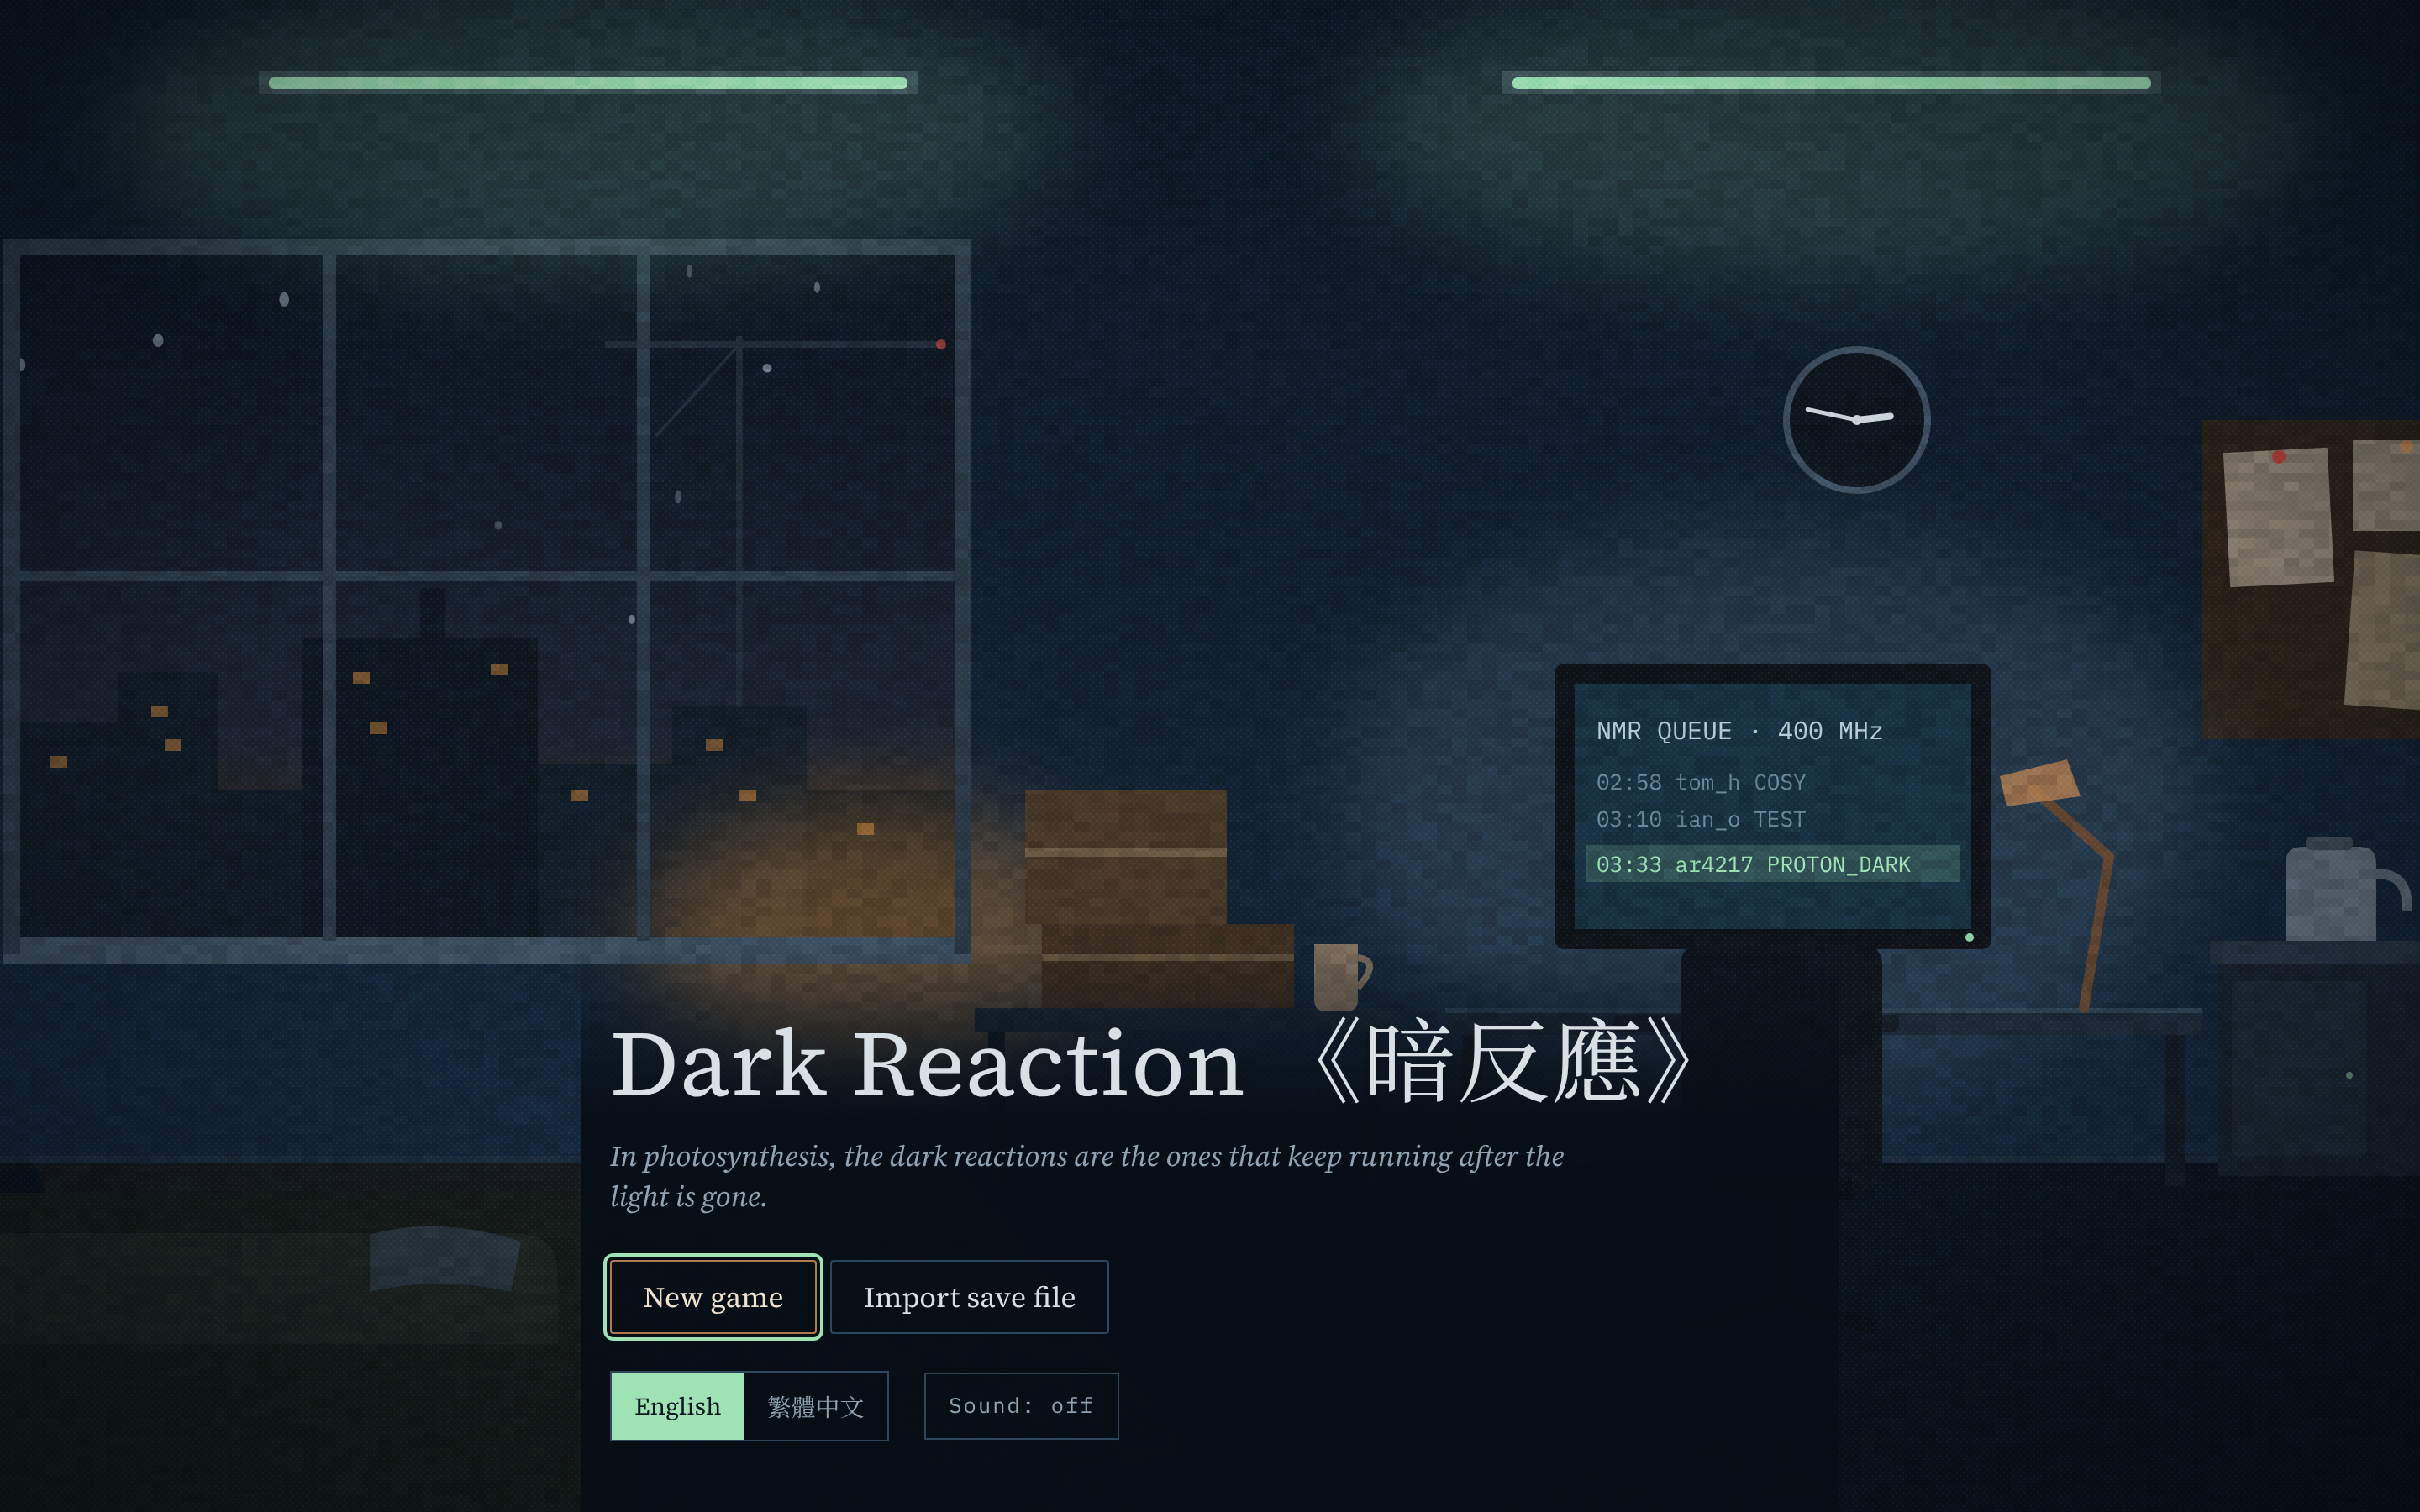 NMR QUEUE · 400 MHz
02:58 tom_h COSY
03:10 ian_o TEST
03:33 ar4217 PROTON_DARK
Dark Reaction 《暗反應》
In photosynthesis, the dark reactions are the ones that keep running after the
light is gone.
New game
Import save file
English
繁體中文
Sound: off